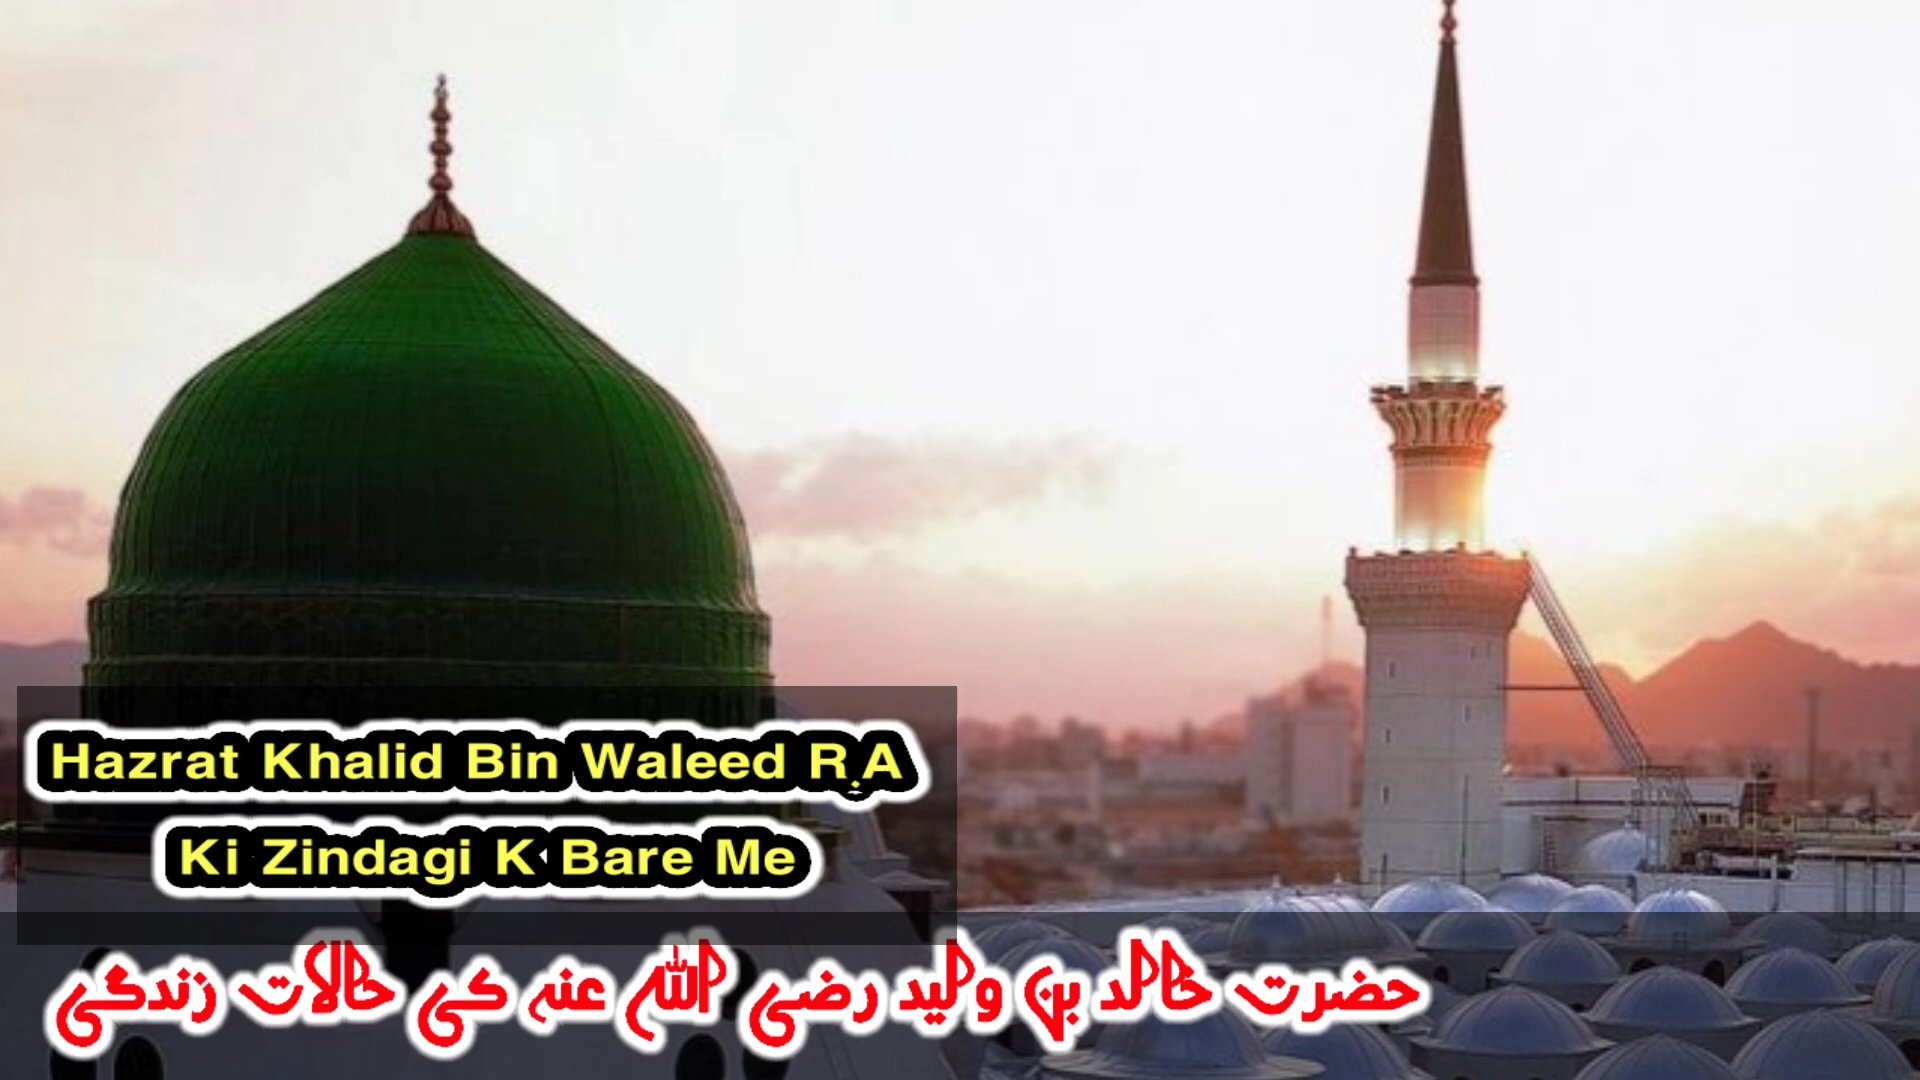 Hazrat Khalid Bin Waleed R.A
Ki Zindagi K Bare Me
حضرت خالد بن ولید رضی اللہ عنہ کی حالات زندگی